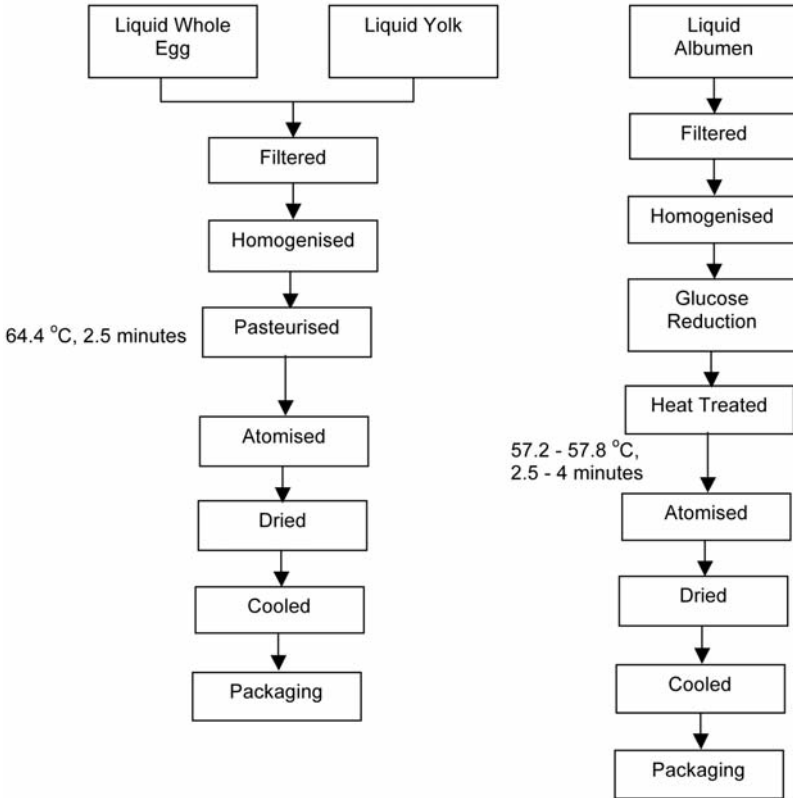 Liquid Whole
Egg
Liquid Yolk
Filtered
Homogenised
Pasteurised
64.4 °C, 2.5 minutes
Atomised
Dried
Cooled
Packaging
Liquid
Albumen
Filtered
Homogenised
Glucose
Reduction
Heat Treated
57.2 - 57.8 °C,
2.5 - 4 minutes
Atomised
Dried
Cooled
Packaging